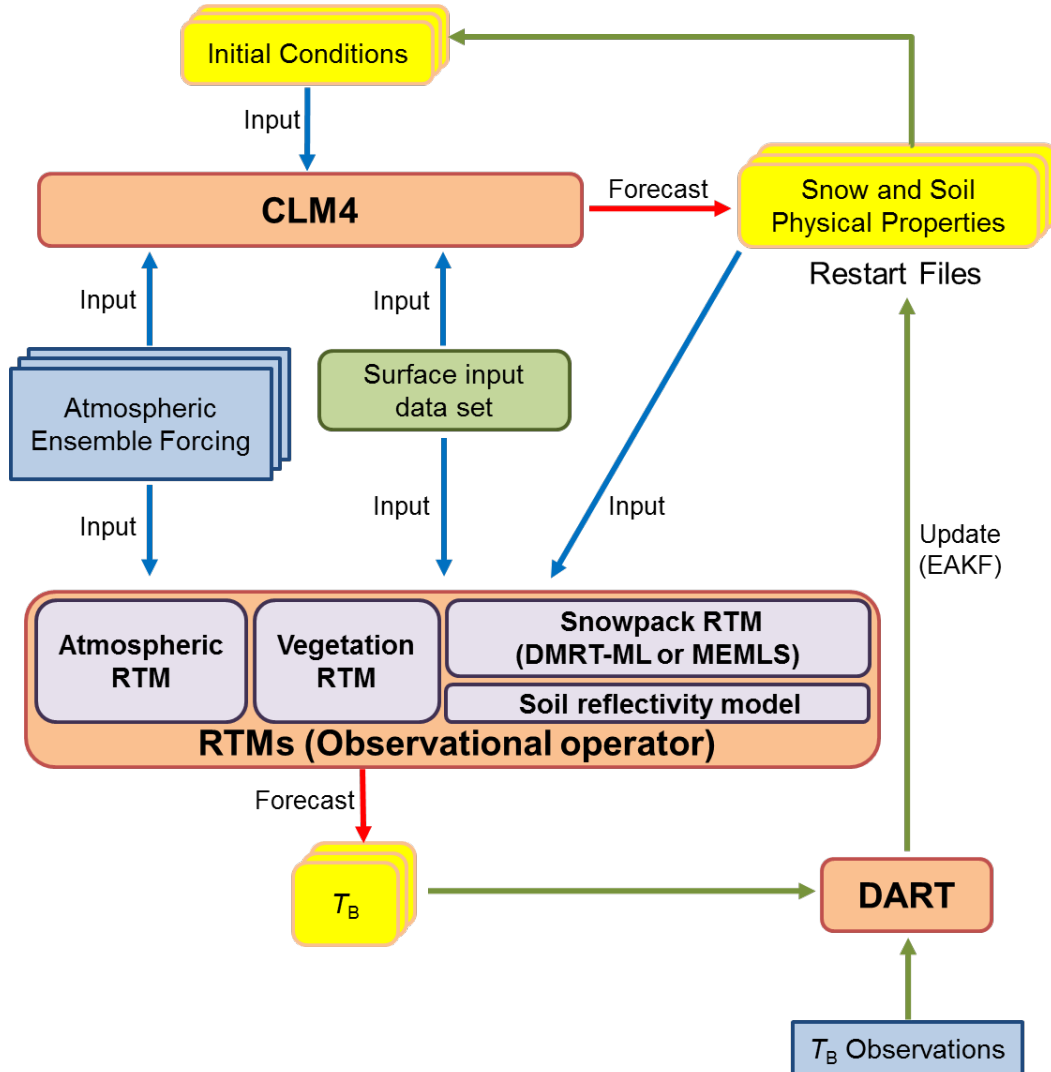 Initial Conditions
Input
CLM4
Forecast
Snow and Soil
Physical Properties
Restart Files
Input
Input
Atmospheric
Ensemble Forcing
Surface input
data set
Input
Input
Input
Update
(EAKF)
Atmospheric
RTM
Vegetation
RTM
Snowpack RTM
(DMRT-ML or MEMLS)
Soil reflectivity model
RTMs (Observational operator)
Forecast
TB
DART
TB Observations